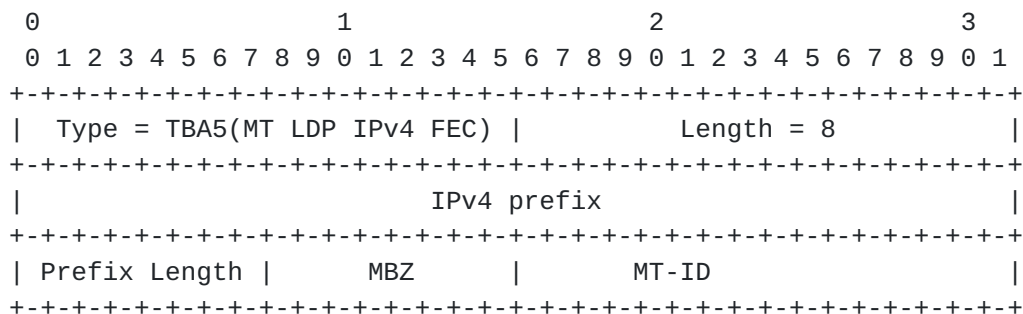 0                   1                   2                   3
 0 1 2 3 4 5 6 7 8 9 0 1 2 3 4 5 6 7 8 9 0 1 2 3 4 5 6 7 8 9 0 1
+-+-+-+-+-+-+-+-+-+-+-+-+-+-+-+-+-+-+-+-+-+-+-+-+-+-+-+-+-+-+-+-+
|  Type = TBA5(MT LDP IPv4 FEC) |          Length = 8           |
+-+-+-+-+-+-+-+-+-+-+-+-+-+-+-+-+-+-+-+-+-+-+-+-+-+-+-+-+-+-+-+-+
|                          IPv4 prefix                          |
+-+-+-+-+-+-+-+-+-+-+-+-+-+-+-+-+-+-+-+-+-+-+-+-+-+-+-+-+-+-+-+-+
| Prefix Length |      MBZ      |       MT-ID                   |
+-+-+-+-+-+-+-+-+-+-+-+-+-+-+-+-+-+-+-+-+-+-+-+-+-+-+-+-+-+-+-+-+